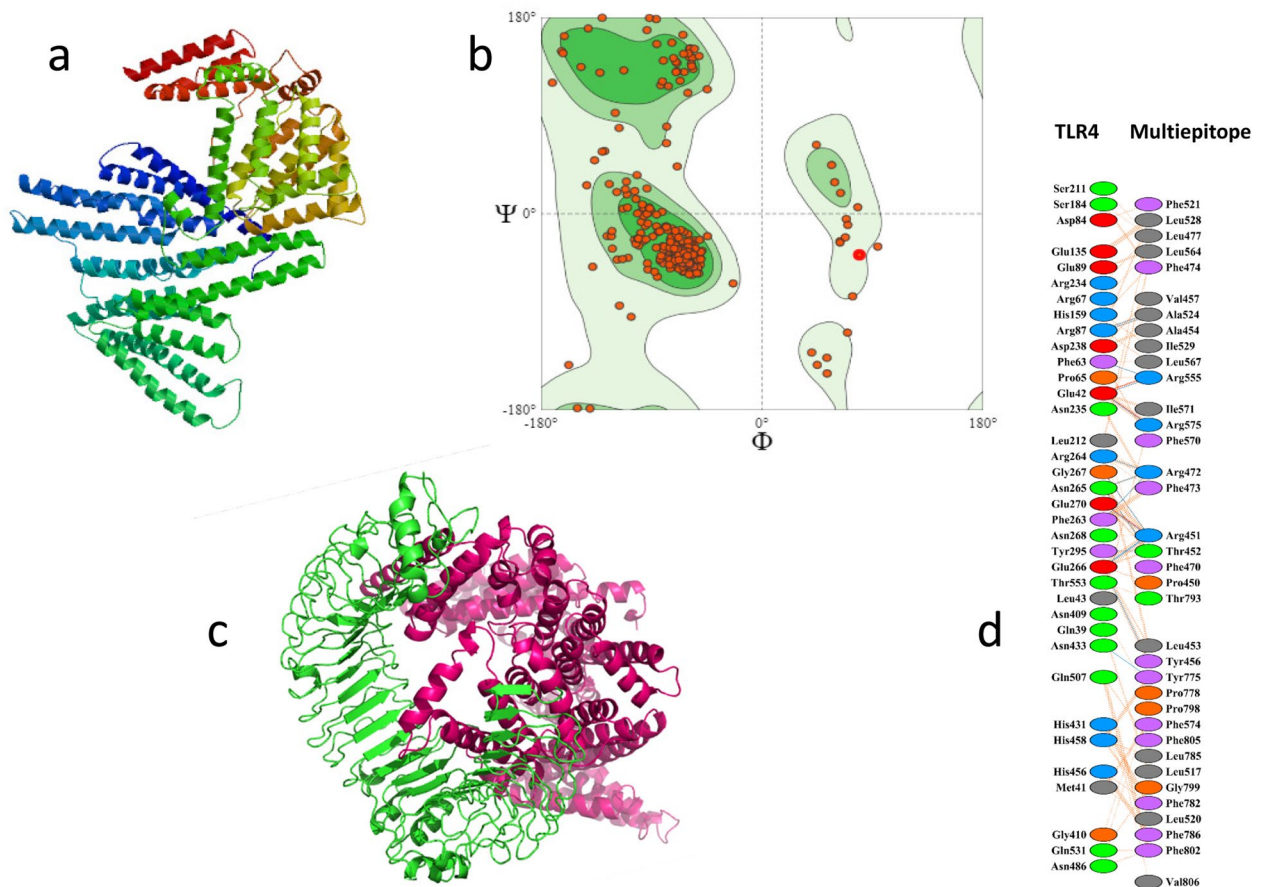 a
b
180°
Ψ
0°
-180°
-180°
0°
180°
Φ
c
d
TLR4 Multiepitope
Ser211
Ser184 Phe521
Asp84 Leu528
Leu477
Glu135 Leu564
Glu89 Phe474
Arg234
Arg67 Val457
His159 Ala524
Arg87 Ala454
Asp238 Ile529
Phe63 Leu567
Pro65 Arg555
Glu42
Asn235 Ile571
Arg575
Leu212 Phe570
Arg264
Gly267 Arg472
Asn265 Phe473
Glu270
Phe263
Asn268 Arg451
Tyr295 Thr452
Glu266 Phe470
Thr553 Pro450
Leu43 Thr793
Asn409
Gln39
Asn433 Leu453
Tyr456
Gln507 Tyr775
Pro778
Pro798
His431 Phe574
His458 Phe805
Leu785
His456 Leu517
Met41 Gly799
Phe782
Leu520
Gly410 Phe786
Gln531 Phe802
Asn486
Val806